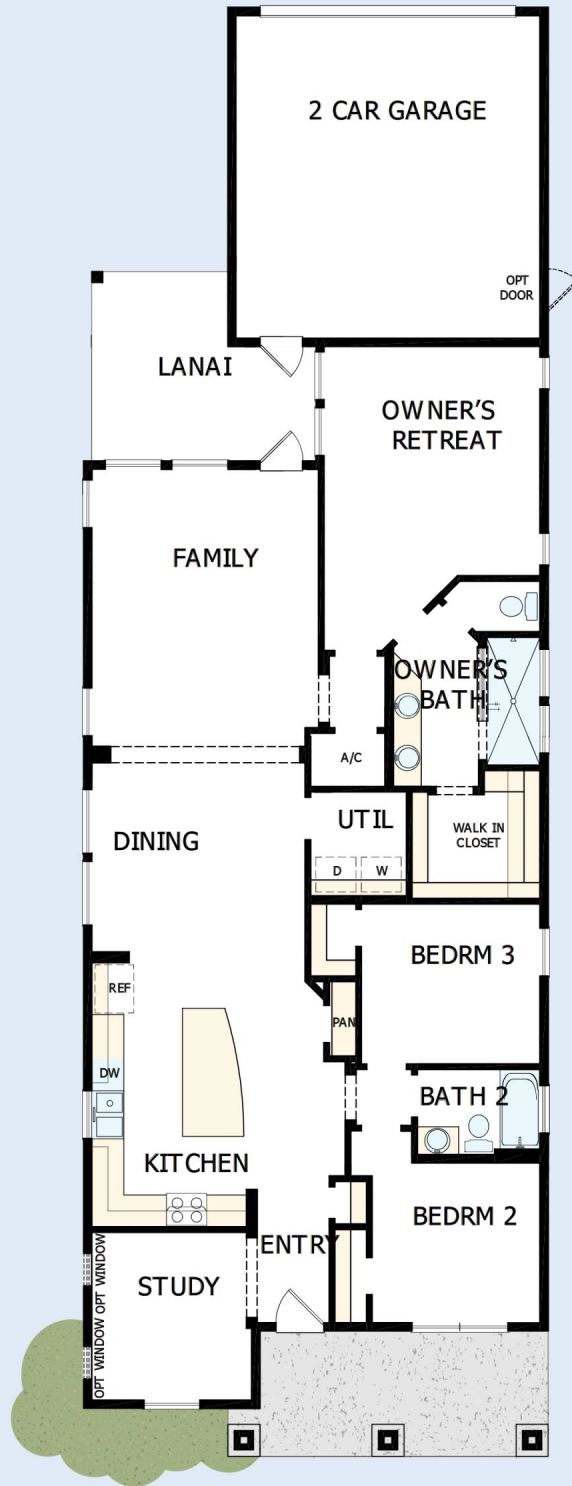 2 CAR GARAGE
OPT
DOOR
LANAI
OWNER'S
RETREAT
FAMILY
OWNER'S
BATH
A/C
UTIL
WALK IN
CLOSET
DINING
D
W
BEDRM 3
REF
PAN
DW
BATH 2
KITCHEN
BEDRM 2
ENTRY
STUDY
OPT WINDOW OPT WINDOW